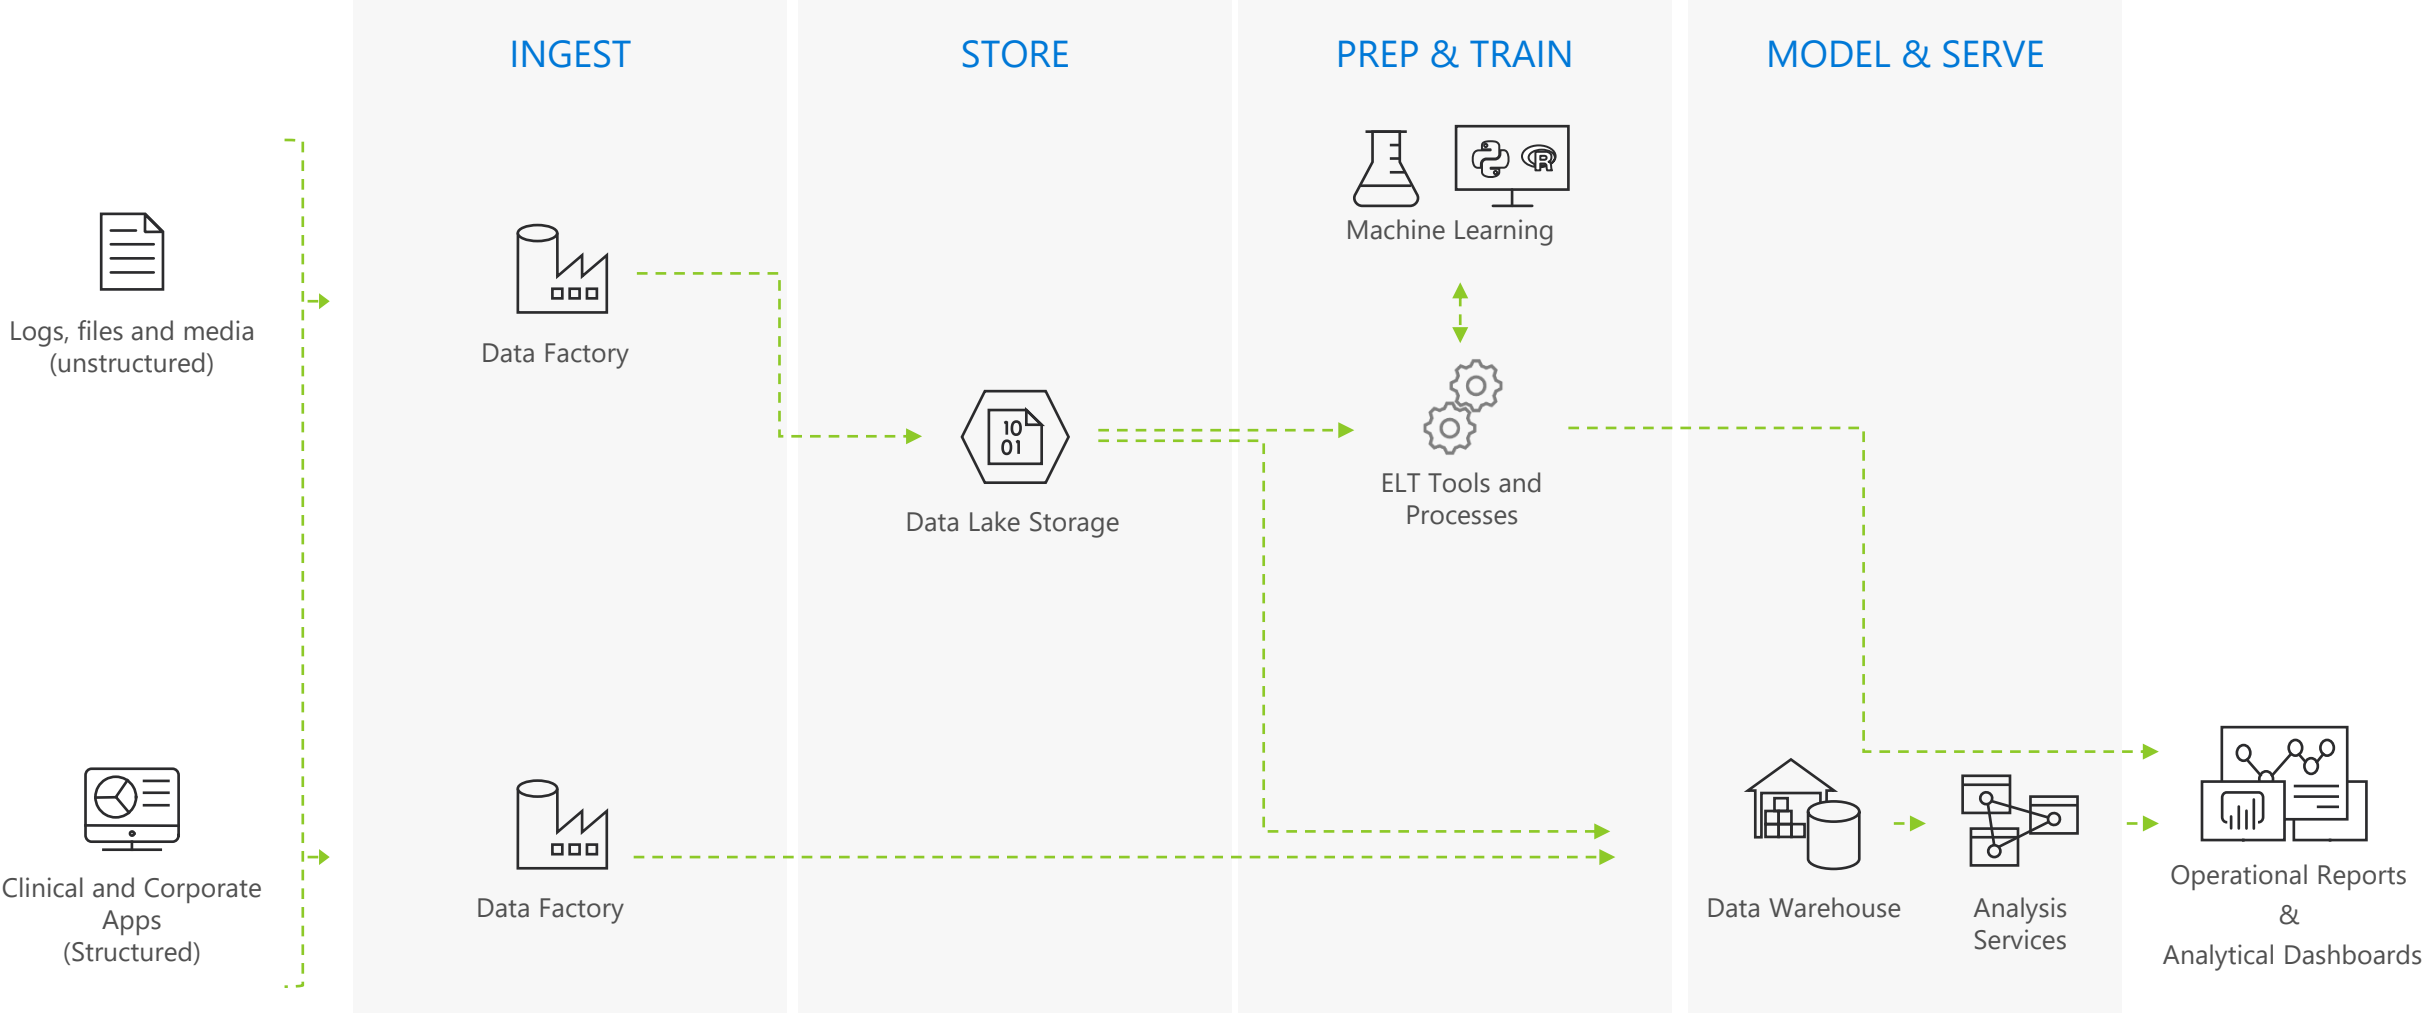 INGEST
STORE
PREP & TRAIN
MODEL & SERVE
Machine Learning
Logs, files and media
(unstructured)
Data Factory
10
01
Data Lake Storage
ELT Tools and
Processes
R
Clinical and Corporate
Apps
(Structured)
Data Factory
Data Warehouse
Analysis
Services
Operational Reports
&
Analytical Dashboards